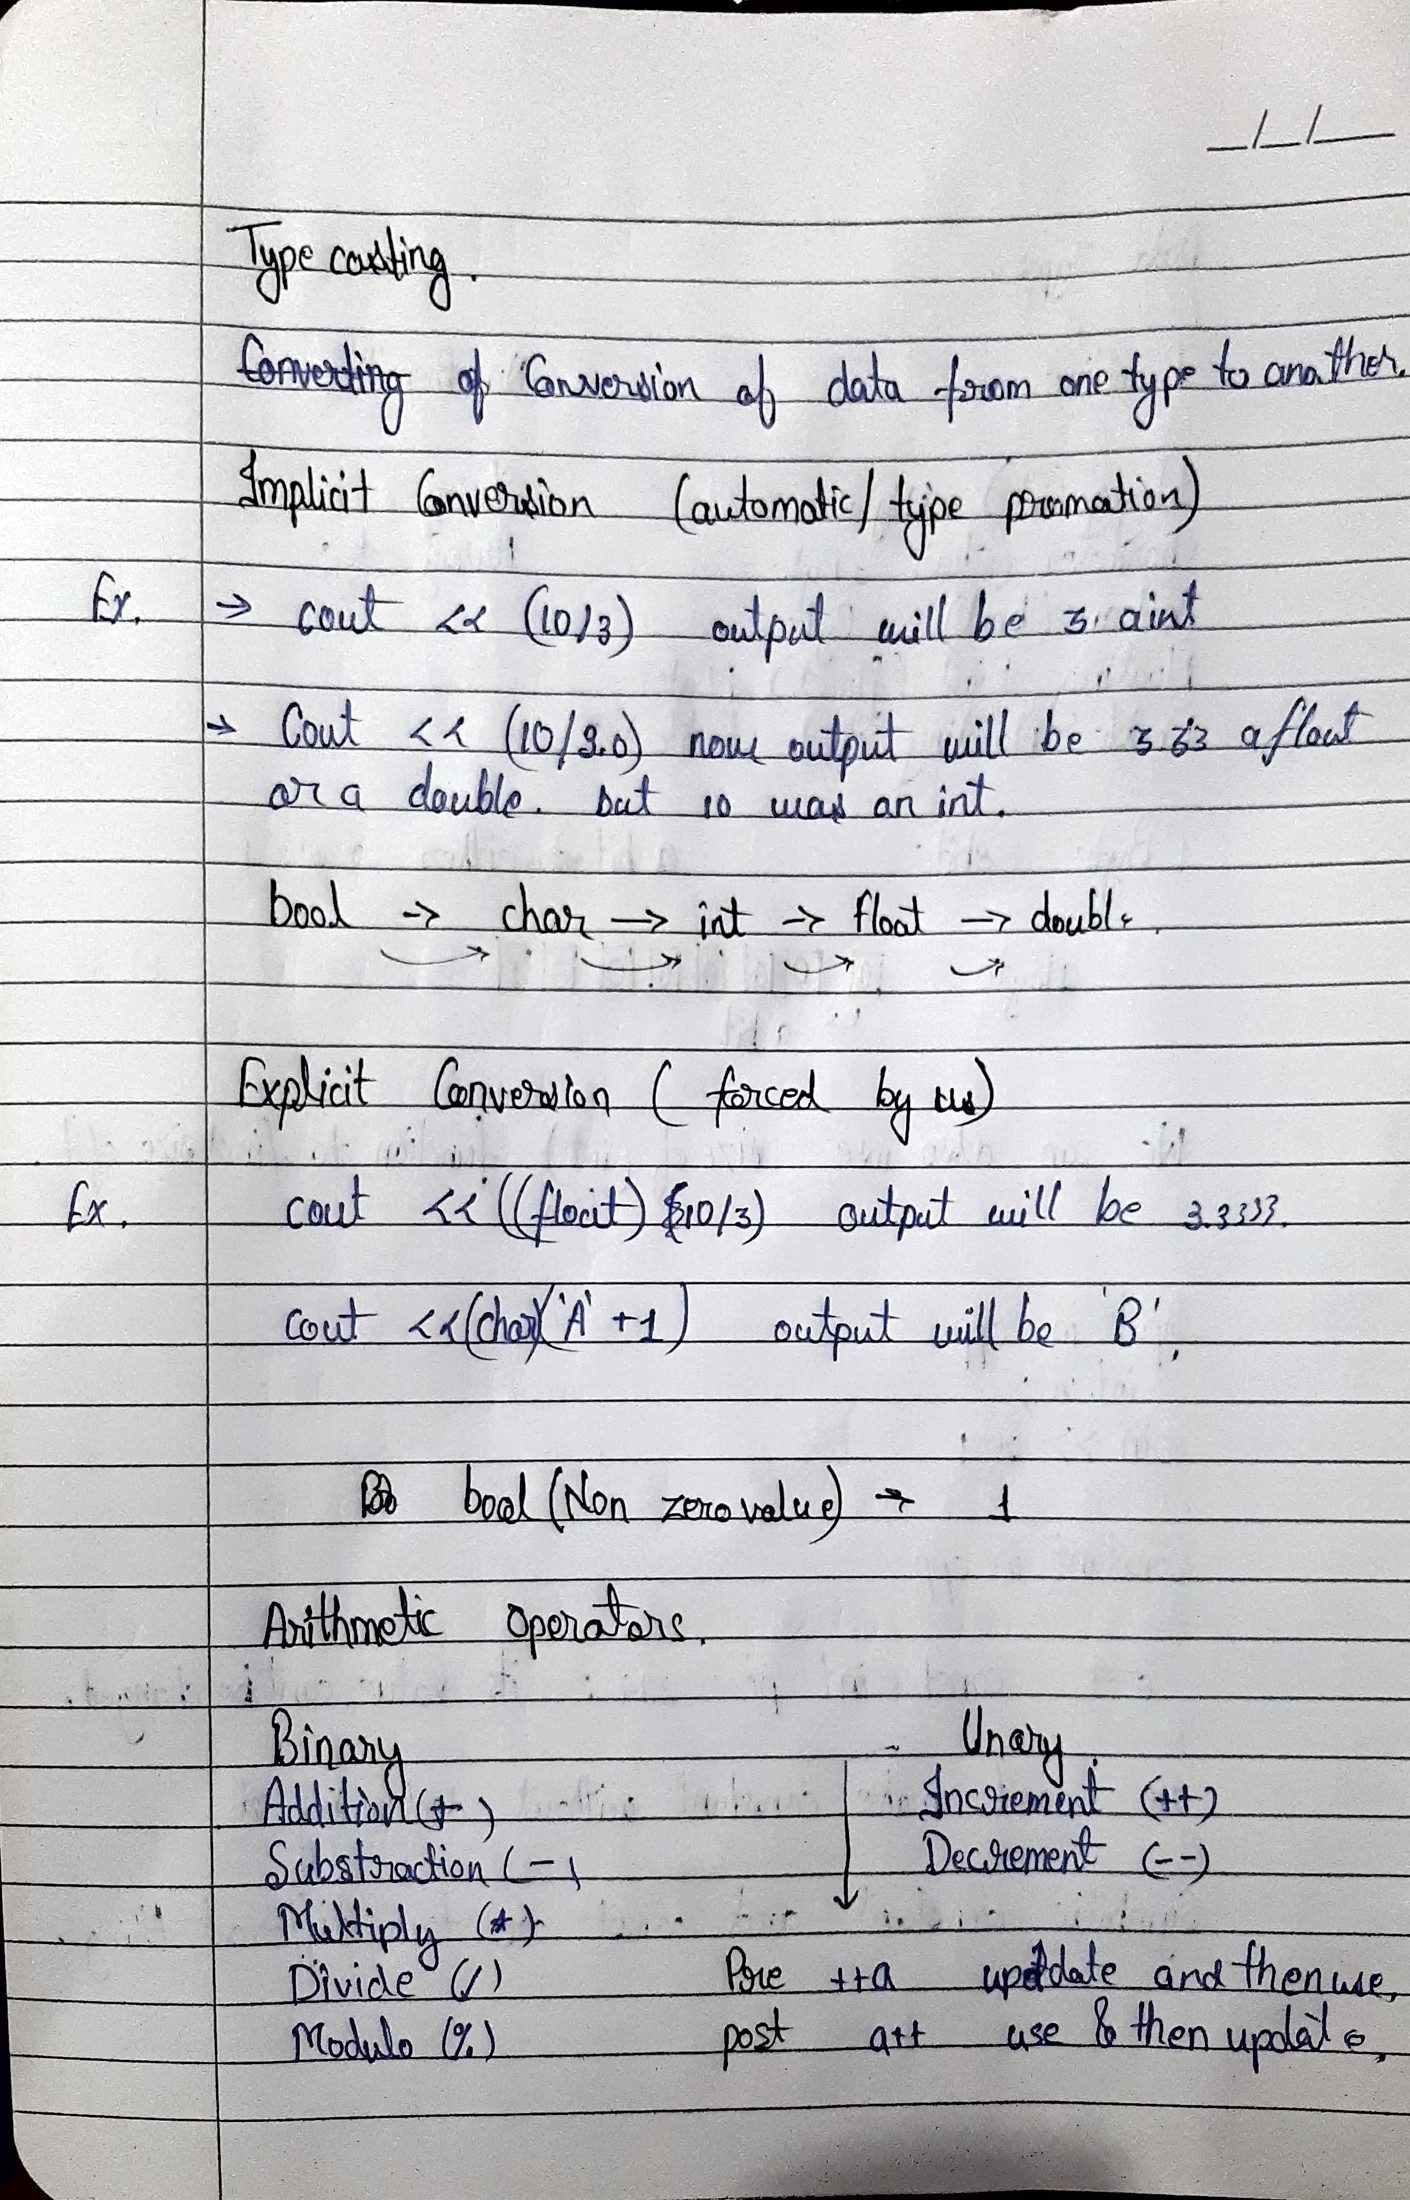 _/_/_
Type casting.
Converting of Conversion of data from one type to another.
Implicit Conversion (automatic/ type promotion)
Ex. → cout << (10/3) output will be 3. a int
→ Cout << (10/3.0) now output will be 3.33 a float
or a double. but 10 was an int.
bool → char → int → float → double.
Explicit Conversion ( forced by us)
Ex. cout << ((float) 10/3) output will be 3.3333.
cout <<(char)('A' +1) output will be 'B'.
bool (Non zero value) → 1
Arithmetic Operators.
Binary Unary.
Addition (+) Increment (++)
Substraction (-) Decrement (--)
Multiply (*)
Divide (/) Pre ++a update and then use.
Modulo (%) post a++ use & then update.